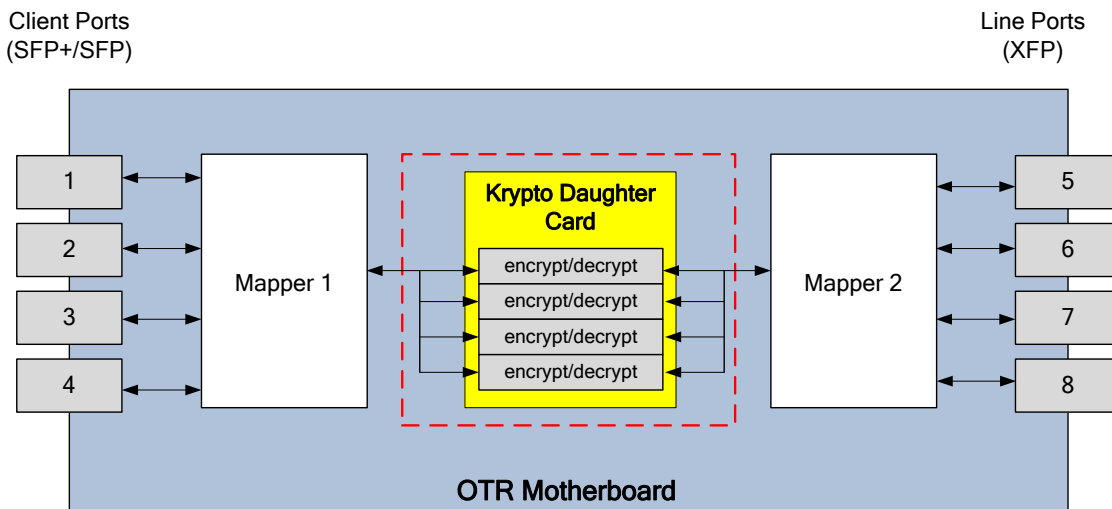 Client Ports
(SFP+/SFP)
Line Ports
(XFP)
1
2
3
4
Mapper 1
Krypto Daughter
Card
encrypt/decrypt
encrypt/decrypt
encrypt/decrypt
encrypt/decrypt
Mapper 2
5
6
7
8
OTR Motherboard